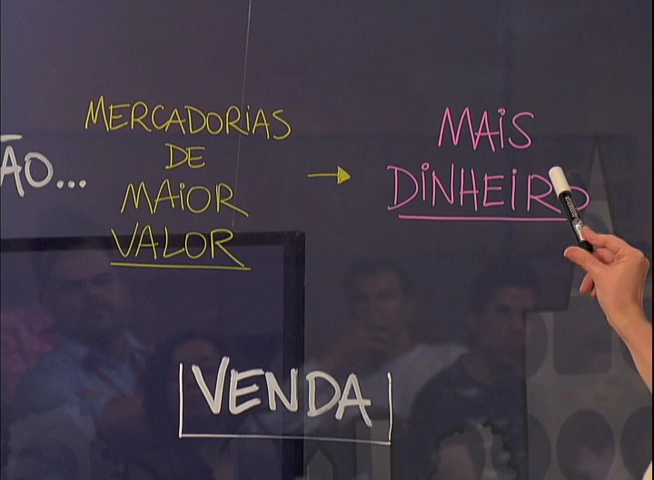 ÃO...
MERCADORIAS
DE
MAIOR
VALOR
→
MAIS
DINHEIRO
VENDA